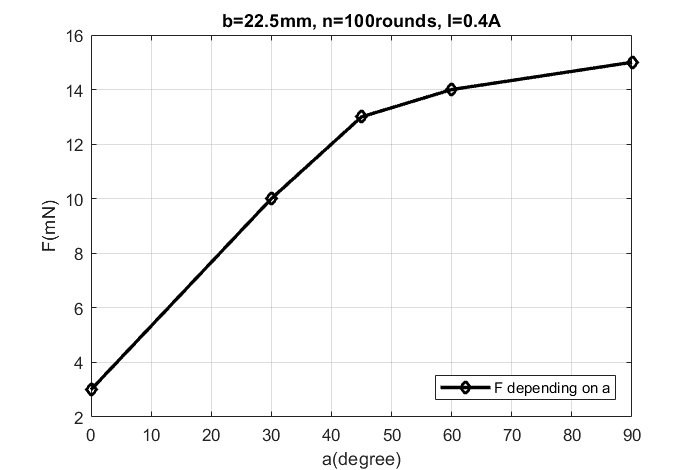 b=22.5mm, n=100rounds, I=0.4A
16
14
12
10
8
6
4
2
F(mN)
F depending on a
0 10 20 30 40 50 60 70 80 90
a(degree)